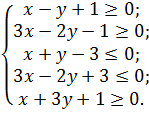 x − y + 1 ≥ 0;
3x − 2y − 1 ≥ 0;
x + y − 3 ≤ 0;
3x − 2y + 3 ≤ 0;
x + 3y + 1 ≥ 0.